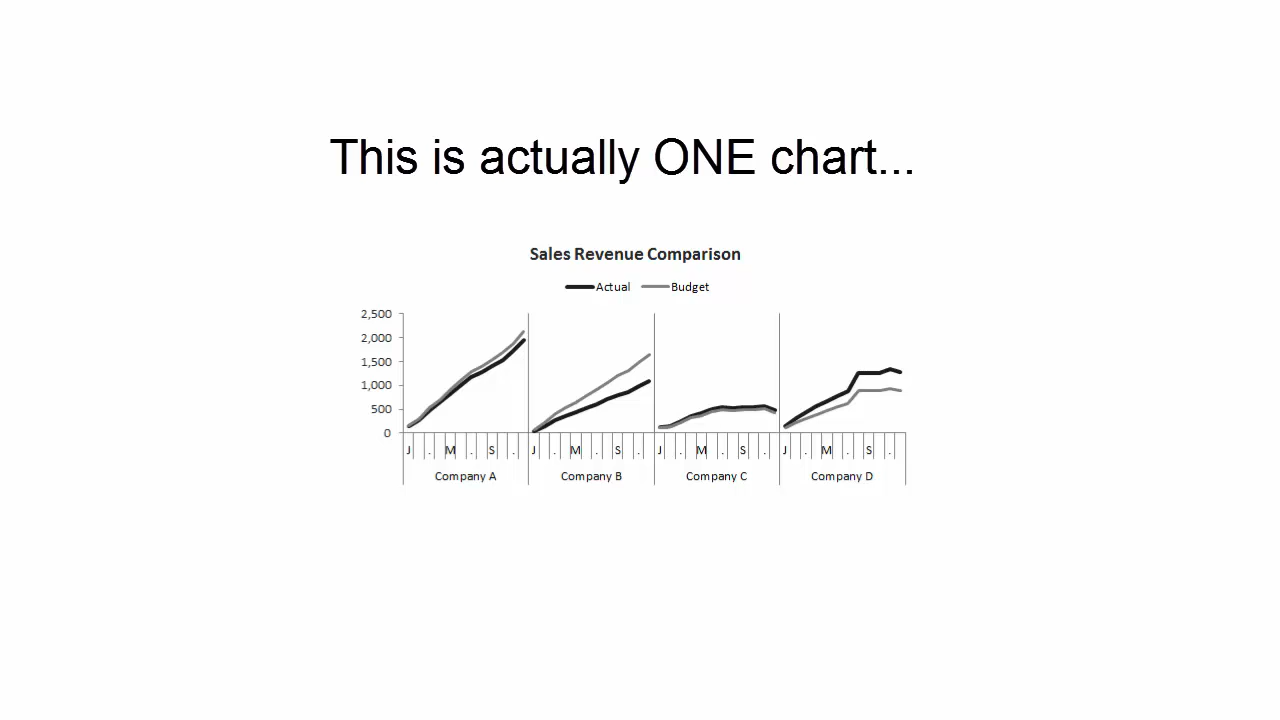 This is actually ONE chart...
Sales Revenue Comparison
Actual Budget
2,500
2,000
1,500
1,000
500
0
J . M . S . J . M . S . J . M . S . J . M . S .
Company A Company B Company C Company D